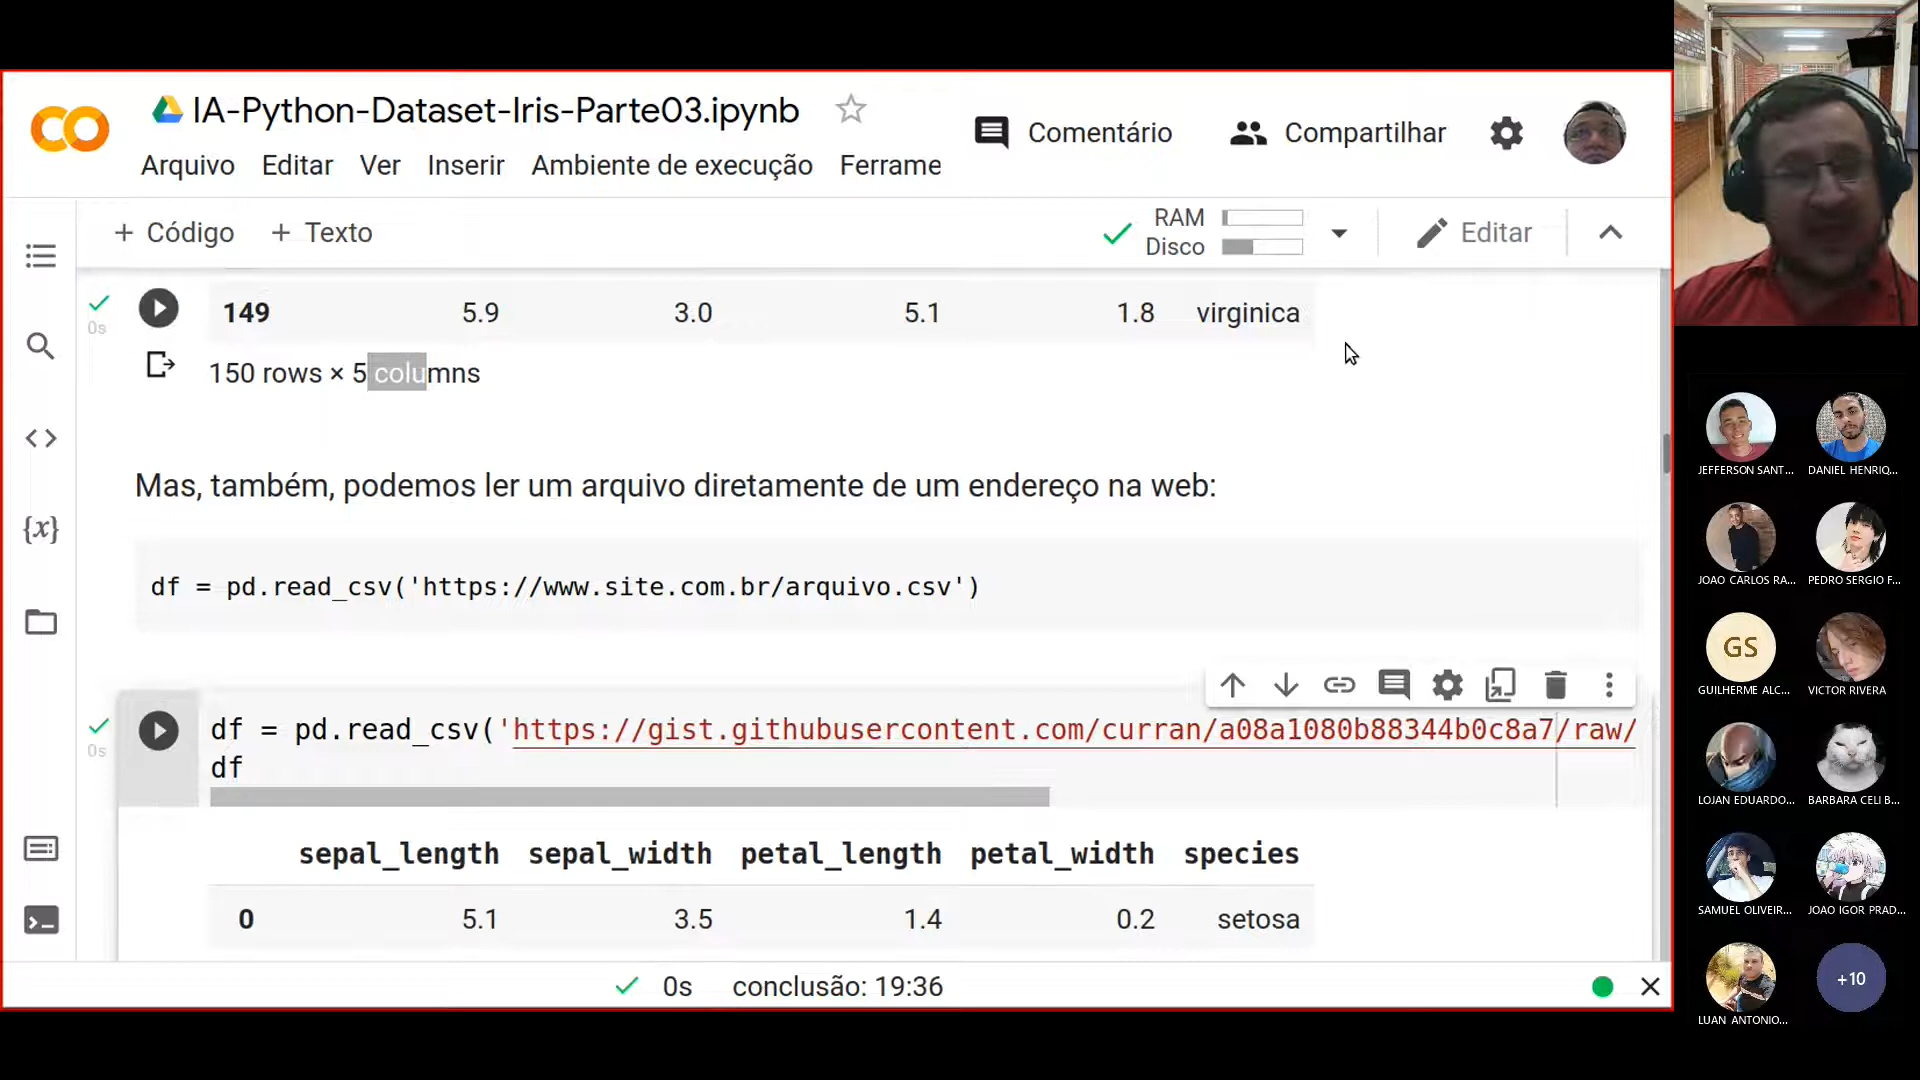 IA-Python-Dataset-Iris-Parte03.ipynb
Comentário
Compartilhar
Arquivo Editar Ver Inserir Ambiente de execução Ferrame
+ Código + Texto
RAM
Disco
Editar
0s
149 5.9 3.0 5.1 1.8 virginica
150 rows × 5 columns
Mas, também, podemos ler um arquivo diretamente de um endereço na web:
df = pd.read_csv('https://www.site.com.br/arquivo.csv')
0s
df = pd.read_csv('https://gist.githubusercontent.com/curran/a08a1080b88344b0c8a7/raw/
df
sepal_length sepal_width petal_length petal_width species
0 5.1 3.5 1.4 0.2 setosa
0s conclusão: 19:36
JEFFERSON SANT... DANIEL HENRIQ...
JOAO CARLOS RA... PEDRO SERGIO F...
GS
GUILHERME ALC... VICTOR RIVERA
LOJAN EDUARDO... BARBARA CELI B...
SAMUEL OLIVEIR... JOAO IGOR PRAD...
+10
LUAN ANTONIO...